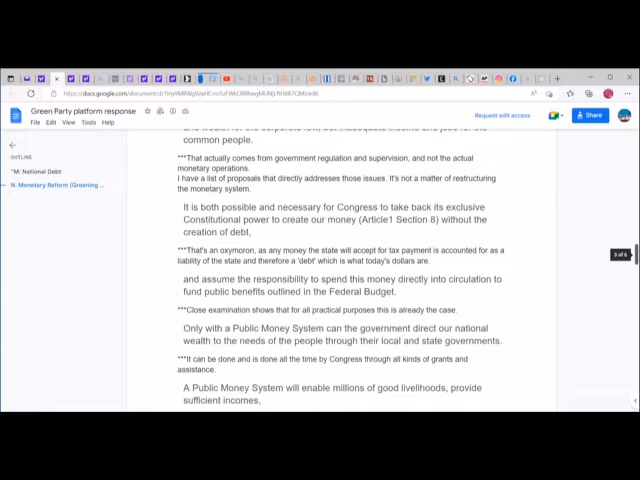 https://docs.google.com/document/d/
Green Party platform response
File Edit View Tools Help
Request edit access
Share
OUTLINE
"M: National Debt
N. Monetary Reform (Greening ...
common people.
***That actually comes from government regulation and supervision, and not the actual
monetary operations.
I have a list of proposals that directly addresses those issues. It's not a matter of restructuring
the monetary system.
It is both possible and necessary for Congress to take back its exclusive
Constitutional power to create our money (Article1 Section 8) without the
creation of debt,
***That's an oxymoron, as any money the state will accept for tax payment is accounted for as a
liability of the state and therefore a 'debt' which is what today's dollars are.
and assume the responsibility to spend this money directly into circulation to
fund public benefits outlined in the Federal Budget.
3 of 6
***Close examination shows that for all practical purposes this is already the case.
Only with a Public Money System can the government direct our national
wealth to the needs of the people through their local and state governments.
***It can be done and is done all the time by Congress through all kinds of grants and
assistance.
A Public Money System will enable millions of good livelihoods, provide
sufficient incomes,